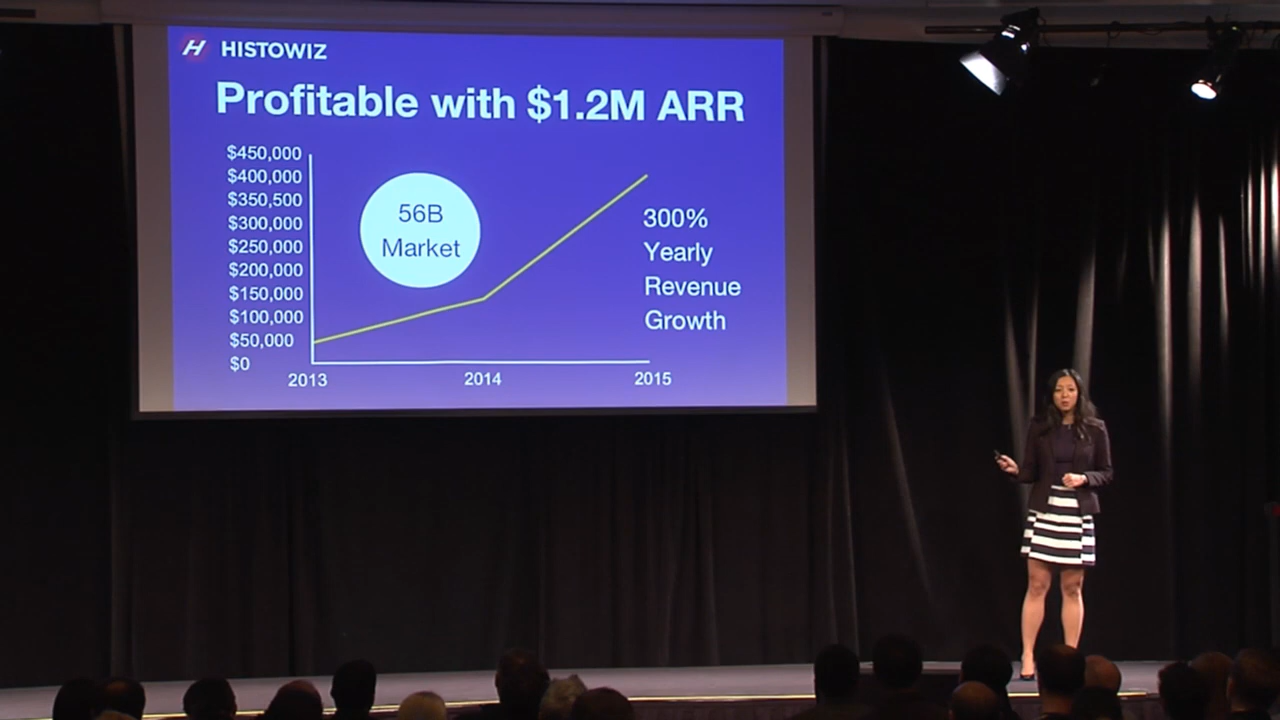 HISTOWIZ
Profitable with $1.2M ARR
$450,000
$400,000
$350,500
$300,000
$250,000
$200,000
$150,000
$100,000
$50,000
$0
56B
Market
300%
Yearly
Revenue
Growth
2013 2014 2015